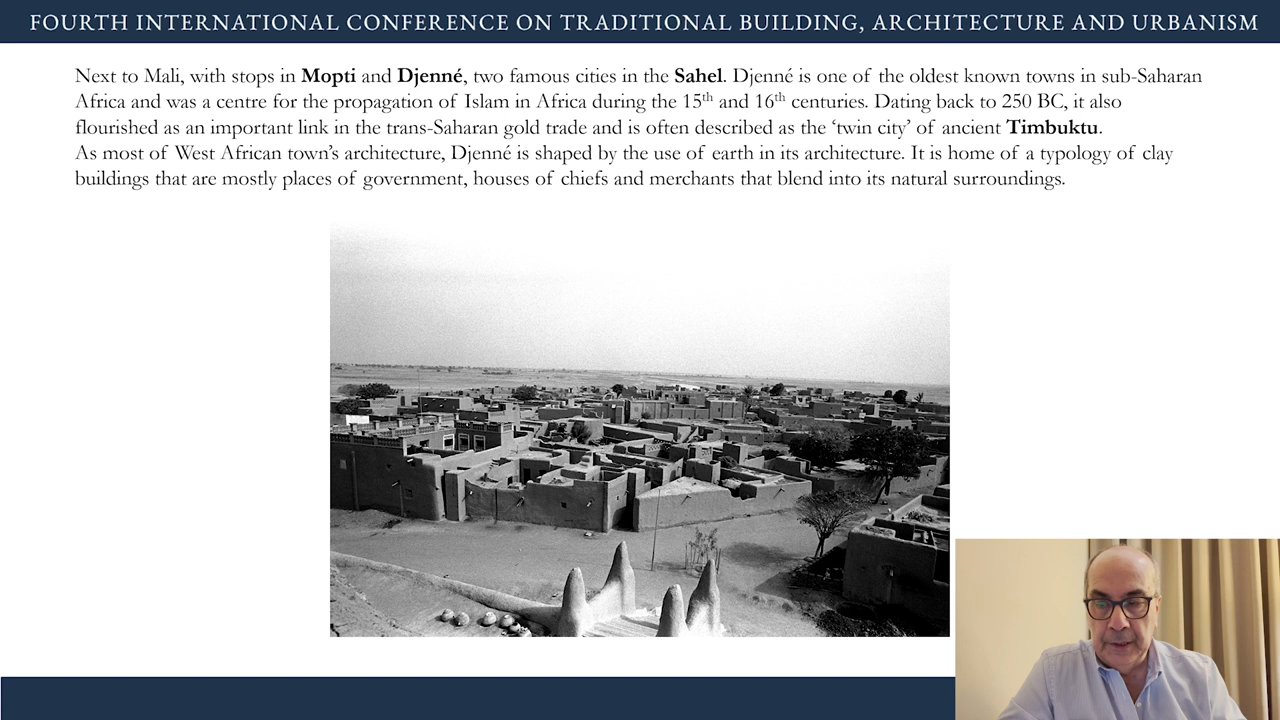 FOURTH INTERNATIONAL CONFERENCE ON TRADITIONAL BUILDING, ARCHITECTURE AND URBANISM
Next to Mali, with stops in Mopti and Djenné, two famous cities in the Sahel. Djenné is one of the oldest known towns in sub-Saharan
Africa and was a centre for the propagation of Islam in Africa during the 15th and 16th centuries. Dating back to 250 BC, it also
flourished as an important link in the trans-Saharan gold trade and is often described as the ‘twin city’ of ancient Timbuktu.
As most of West African town’s architecture, Djenné is shaped by the use of earth in its architecture. It is home of a typology of clay
buildings that are mostly places of government, houses of chiefs and merchants that blend into its natural surroundings.